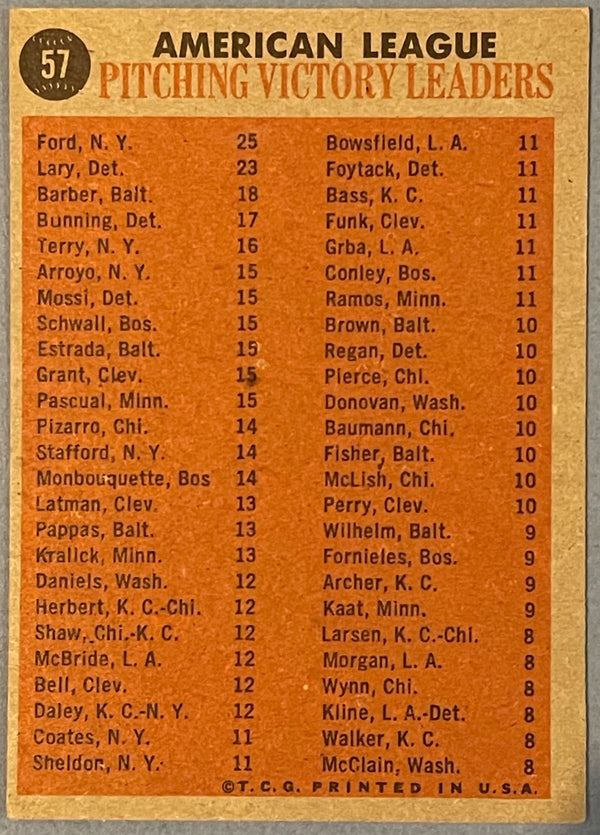 57
AMERICAN LEAGUE
PITCHING VICTORY LEADERS
Ford, N. Y. 25
Lary, Det. 23
Barber, Balt. 18
Bunning, Det. 17
Terry, N. Y. 16
Arroyo, N. Y. 15
Mossi, Det. 15
Schwall, Bos. 15
Estrada, Balt. 15
Grant, Clev. 15
Pascual, Minn. 15
Pizarro, Chi. 14
Stafford, N. Y. 14
Monbouquette, Bos 14
Latman, Clev. 13
Pappas, Balt. 13
Kralick, Minn. 13
Daniels, Wash. 12
Herbert, K. C.-Chi. 12
Shaw, Chi.-K. C. 12
McBride, L. A. 12
Bell, Clev. 12
Daley, K. C.-N. Y. 12
Coates, N. Y. 11
Sheldon, N. Y. 11
Bowsfield, L. A. 11
Foytack, Det. 11
Bass, K. C. 11
Funk, Clev. 11
Grba, L. A. 11
Conley, Bos. 11
Ramos, Minn. 11
Brown, Balt. 10
Regan, Det. 10
Pierce, Chi. 10
Donovan, Wash. 10
Baumann, Chi. 10
Fisher, Balt. 10
McLish, Chi. 10
Perry, Clev. 10
Wilhelm, Balt. 9
Fornieles, Bos. 9
Archer, K. C. 9
Kaat, Minn. 9
Larsen, K. C.-Chi. 8
Morgan, L. A. 8
Wynn, Chi. 8
Kline, L. A.-Det. 8
Walker, K. C. 8
McClain, Wash. 8
©T. C. G. PRINTED IN U.S.A.